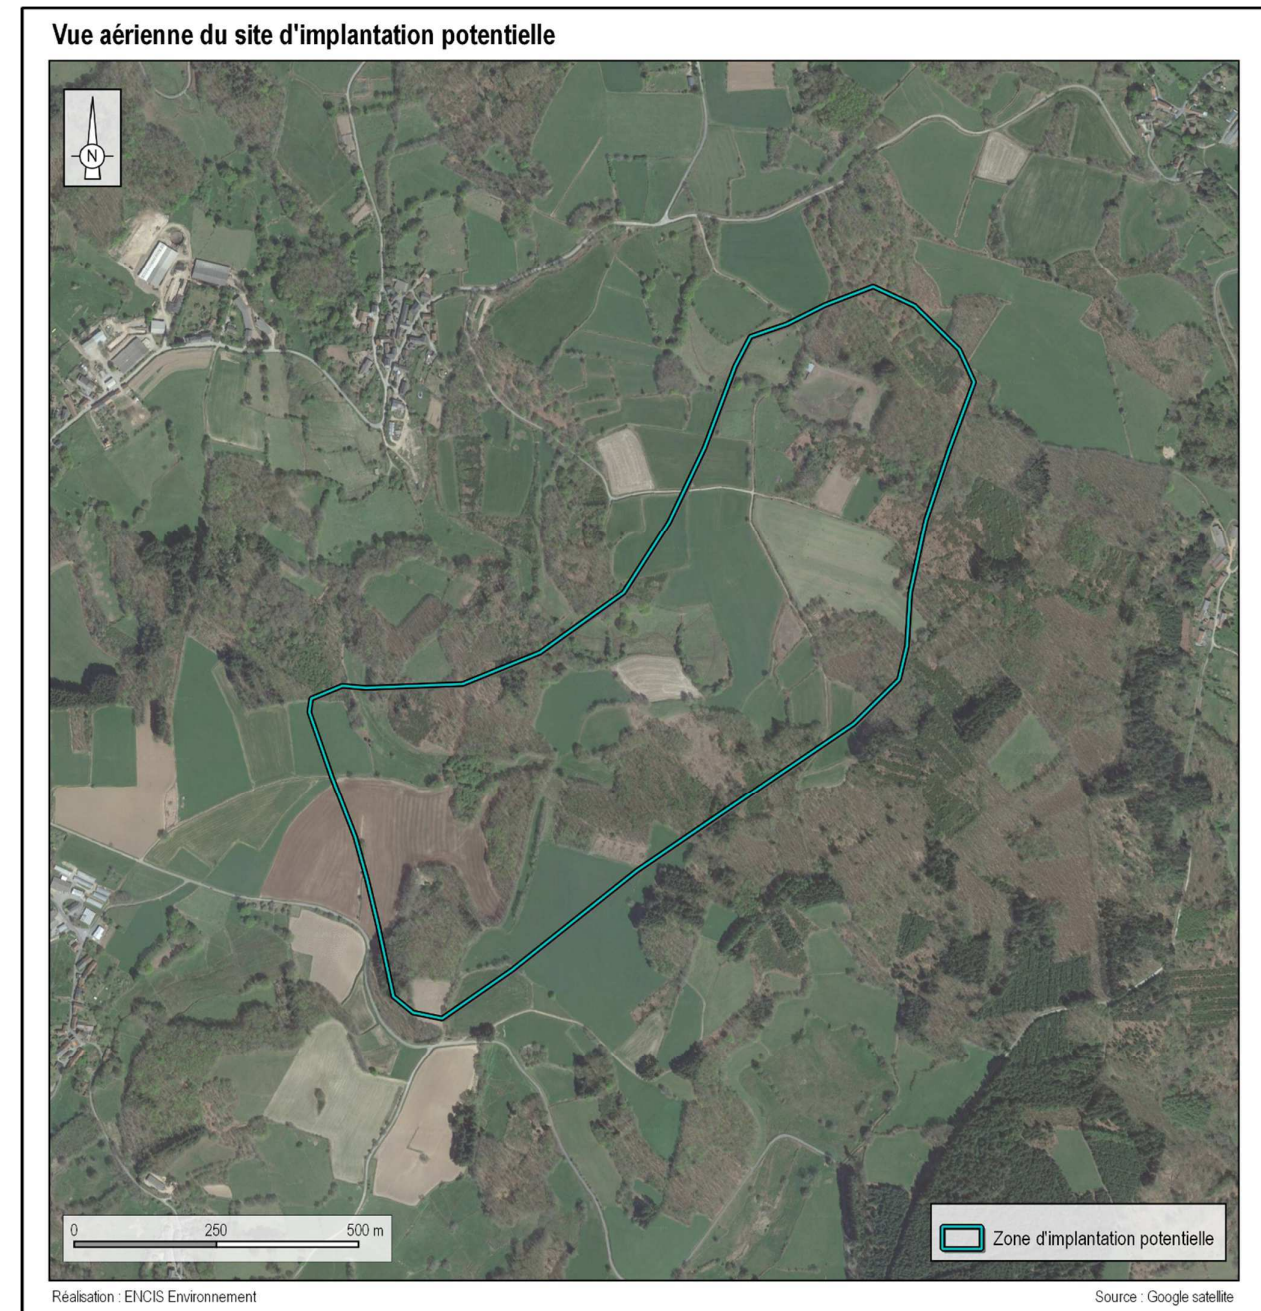 Vue aérienne du site d'implantation potentielle
N
0 250 500 m
Zone d'implantation potentielle
Réalisation : ENCIS Environnement Source : Google satellite